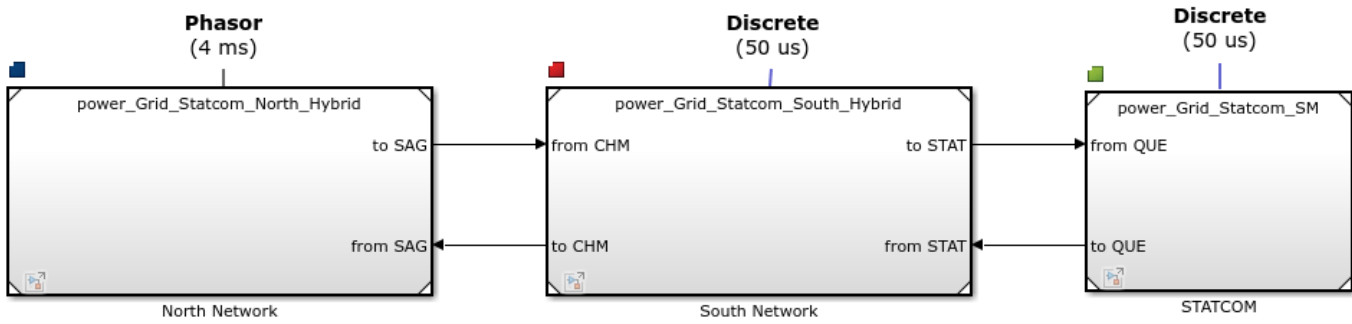 Phasor
(4 ms)
Discrete
(50 us)
Discrete
(50 us)
power_Grid_Statcom_North_Hybrid
to SAG
from SAG
North Network
power_Grid_Statcom_South_Hybrid
from CHM
to STAT
to CHM
from STAT
South Network
power_Grid_Statcom_SM
from QUE
to QUE
STATCOM